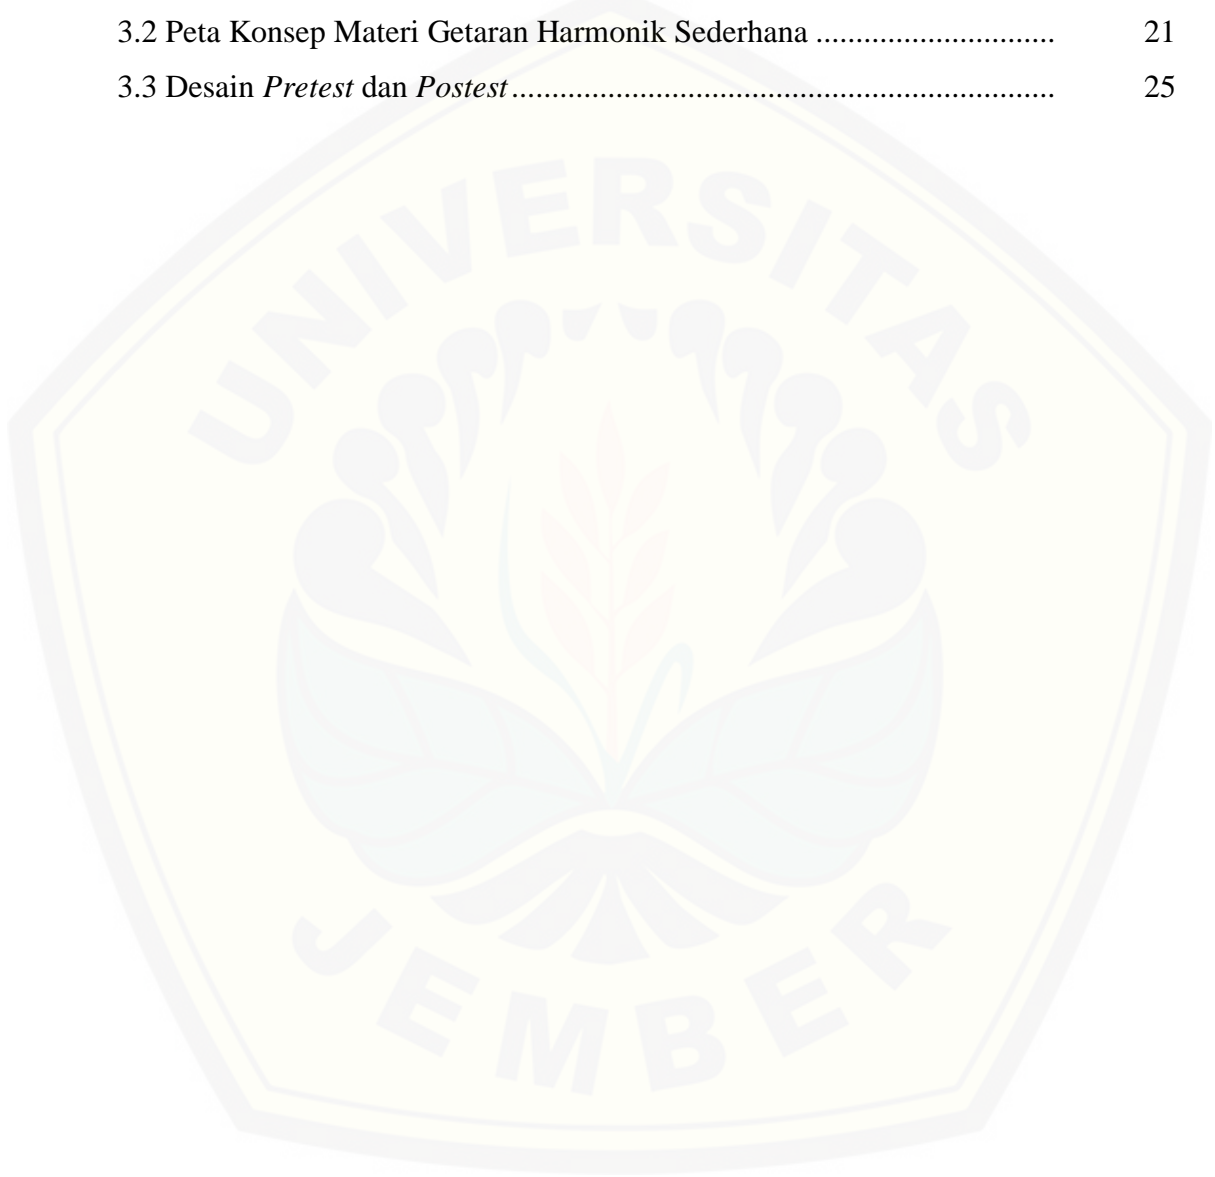 3.2 Peta Konsep Materi Getaran Harmonik Sederhana .............................. 21
3.3 Desain Pretest dan Postest.................................................................... 25
UNIVERSITAS
JEMBER